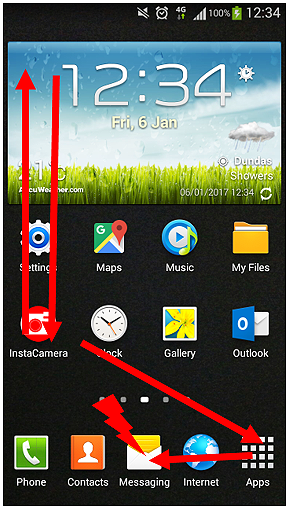 4G
100%
12:34
12:34
Fri, 6 Jan
Dundas
Showers
21°c
AccuWeather.com
06/01/2017 12:34
Settings
Maps
Music
My Files
InstaCamera
Clock
Gallery
Outlook
Phone
Contacts
Messaging
Internet
Apps